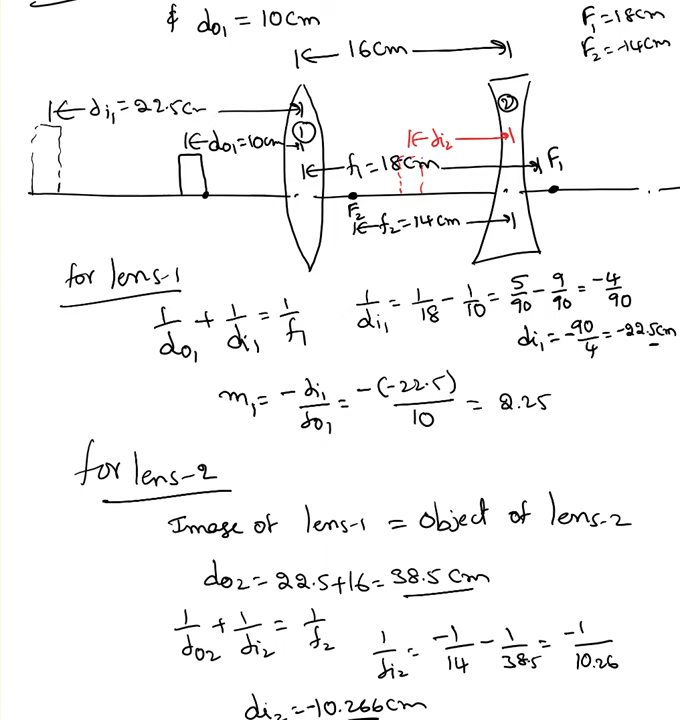 & do₁ = 10cm
F₁ = 18cm
F₂ = -14cm
16cm
di₁ = 22.5cm
①
②
do₁ = 10cm
di₂
f₁ = 18cm
F₁
F₂
f₂ = 14cm
for lens-1
1/do₁ + 1/di₁ = 1/f₁
1/di₁ = 1/18 - 1/10 = 5/90 - 9/90 = -4/90
di₁ = -90/4 = -22.5cm
m₁ = -di₁/do₁ = -(-22.5)/10 = 2.25
for lens-2
Image of lens-1 = Object of lens-2
do₂ = 22.5+16 = 38.5 cm
1/do₂ + 1/di₂ = 1/f₂
1/di₂ = -1/14 - 1/38.5 = -1/10.26
di₂ = -10.266cm